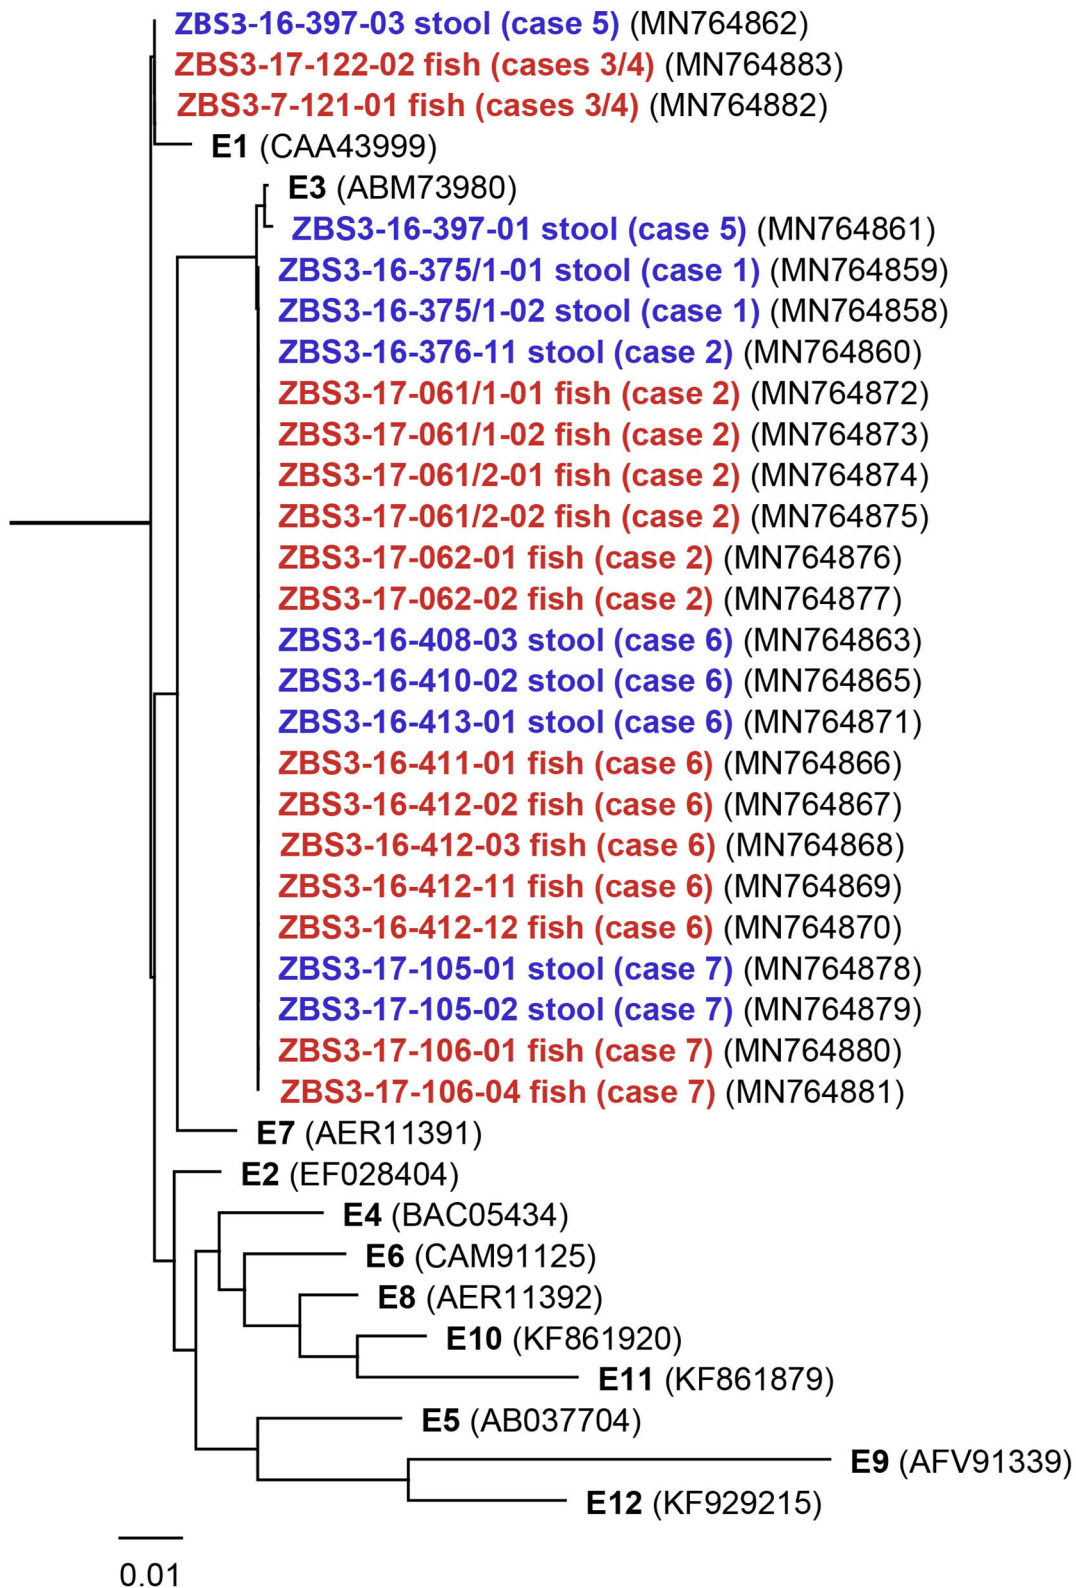 ZBS3-16-397-03 stool (case 5) (MN764862)
ZBS3-17-122-02 fish (cases 3/4) (MN764883)
ZBS3-7-121-01 fish (cases 3/4) (MN764882)
E1 (CAA43999)
E3 (ABM73980)
ZBS3-16-397-01 stool (case 5) (MN764861)
ZBS3-16-375/1-01 stool (case 1) (MN764859)
ZBS3-16-375/1-02 stool (case 1) (MN764858)
ZBS3-16-376-11 stool (case 2) (MN764860)
ZBS3-17-061/1-01 fish (case 2) (MN764872)
ZBS3-17-061/1-02 fish (case 2) (MN764873)
ZBS3-17-061/2-01 fish (case 2) (MN764874)
ZBS3-17-061/2-02 fish (case 2) (MN764875)
ZBS3-17-062-01 fish (case 2) (MN764876)
ZBS3-17-062-02 fish (case 2) (MN764877)
ZBS3-16-408-03 stool (case 6) (MN764863)
ZBS3-16-410-02 stool (case 6) (MN764865)
ZBS3-16-413-01 stool (case 6) (MN764871)
ZBS3-16-411-01 fish (case 6) (MN764866)
ZBS3-16-412-02 fish (case 6) (MN764867)
ZBS3-16-412-03 fish (case 6) (MN764868)
ZBS3-16-412-11 fish (case 6) (MN764869)
ZBS3-16-412-12 fish (case 6) (MN764870)
ZBS3-17-105-01 stool (case 7) (MN764878)
ZBS3-17-105-02 stool (case 7) (MN764879)
ZBS3-17-106-01 fish (case 7) (MN764880)
ZBS3-17-106-04 fish (case 7) (MN764881)
E7 (AER11391)
E2 (EF028404)
E4 (BAC05434)
E6 (CAM91125)
E8 (AER11392)
E10 (KF861920)
E11 (KF861879)
E5 (AB037704)
E9 (AFV91339)
E12 (KF929215)
0.01